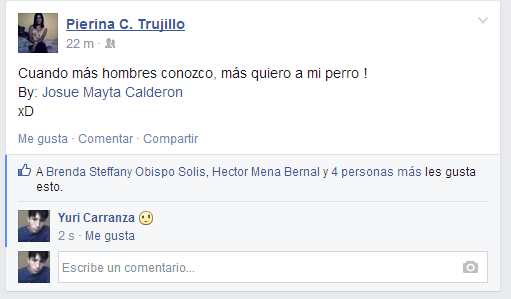 Pierina C. Trujillo
22 m ·
Cuando más hombres conozco, más quiero a mi perro !
By: Josue Mayta Calderon
xD
Me gusta · Comentar · Compartir
A Brenda Steffany Obispo Solis, Hector Mena Bernal y 4 personas más les gusta
esto.
Yuri Carranza
2 s · Me gusta
Escribe un comentario...